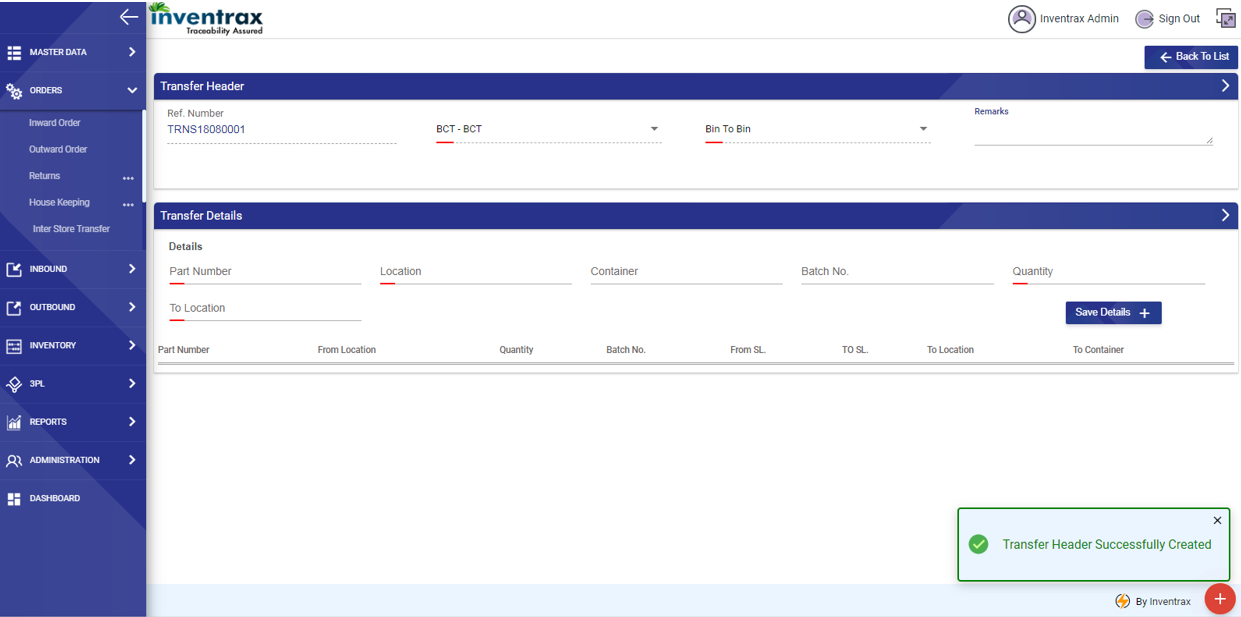 inventrax
Traceability Assured
Inventrax Admin
Sign Out
Back To List
MASTER DATA
ORDERS
Inward Order
Outward Order
Returns
House Keeping
Inter Store Transfer
INBOUND
OUTBOUND
INVENTORY
3PL
REPORTS
ADMINISTRATION
DASHBOARD
Transfer Header
Ref. Number
TRNS18080001
BCT - BCT
Bin To Bin
Remarks
Transfer Details
Details
Part Number Location Container Batch No. Quantity
To Location
Save Details +
Part Number From Location Quantity Batch No. From SL. TO SL. To Location To Container
Transfer Header Successfully Created
By Inventrax